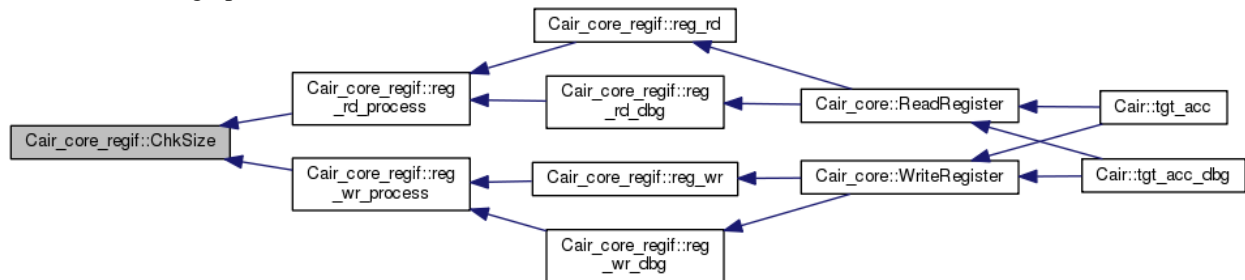 Cair_core_regif::reg_rd
Cair_core_regif::reg
_rd_process
Cair_core_regif::reg
_rd_dbg
Cair_core::ReadRegister
Cair::tgt_acc
Cair_core_regif::ChkSize
Cair_core_regif::reg
_wr_process
Cair_core_regif::reg_wr
Cair_core::WriteRegister
Cair::tgt_acc_dbg
Cair_core_regif::reg
_wr_dbg